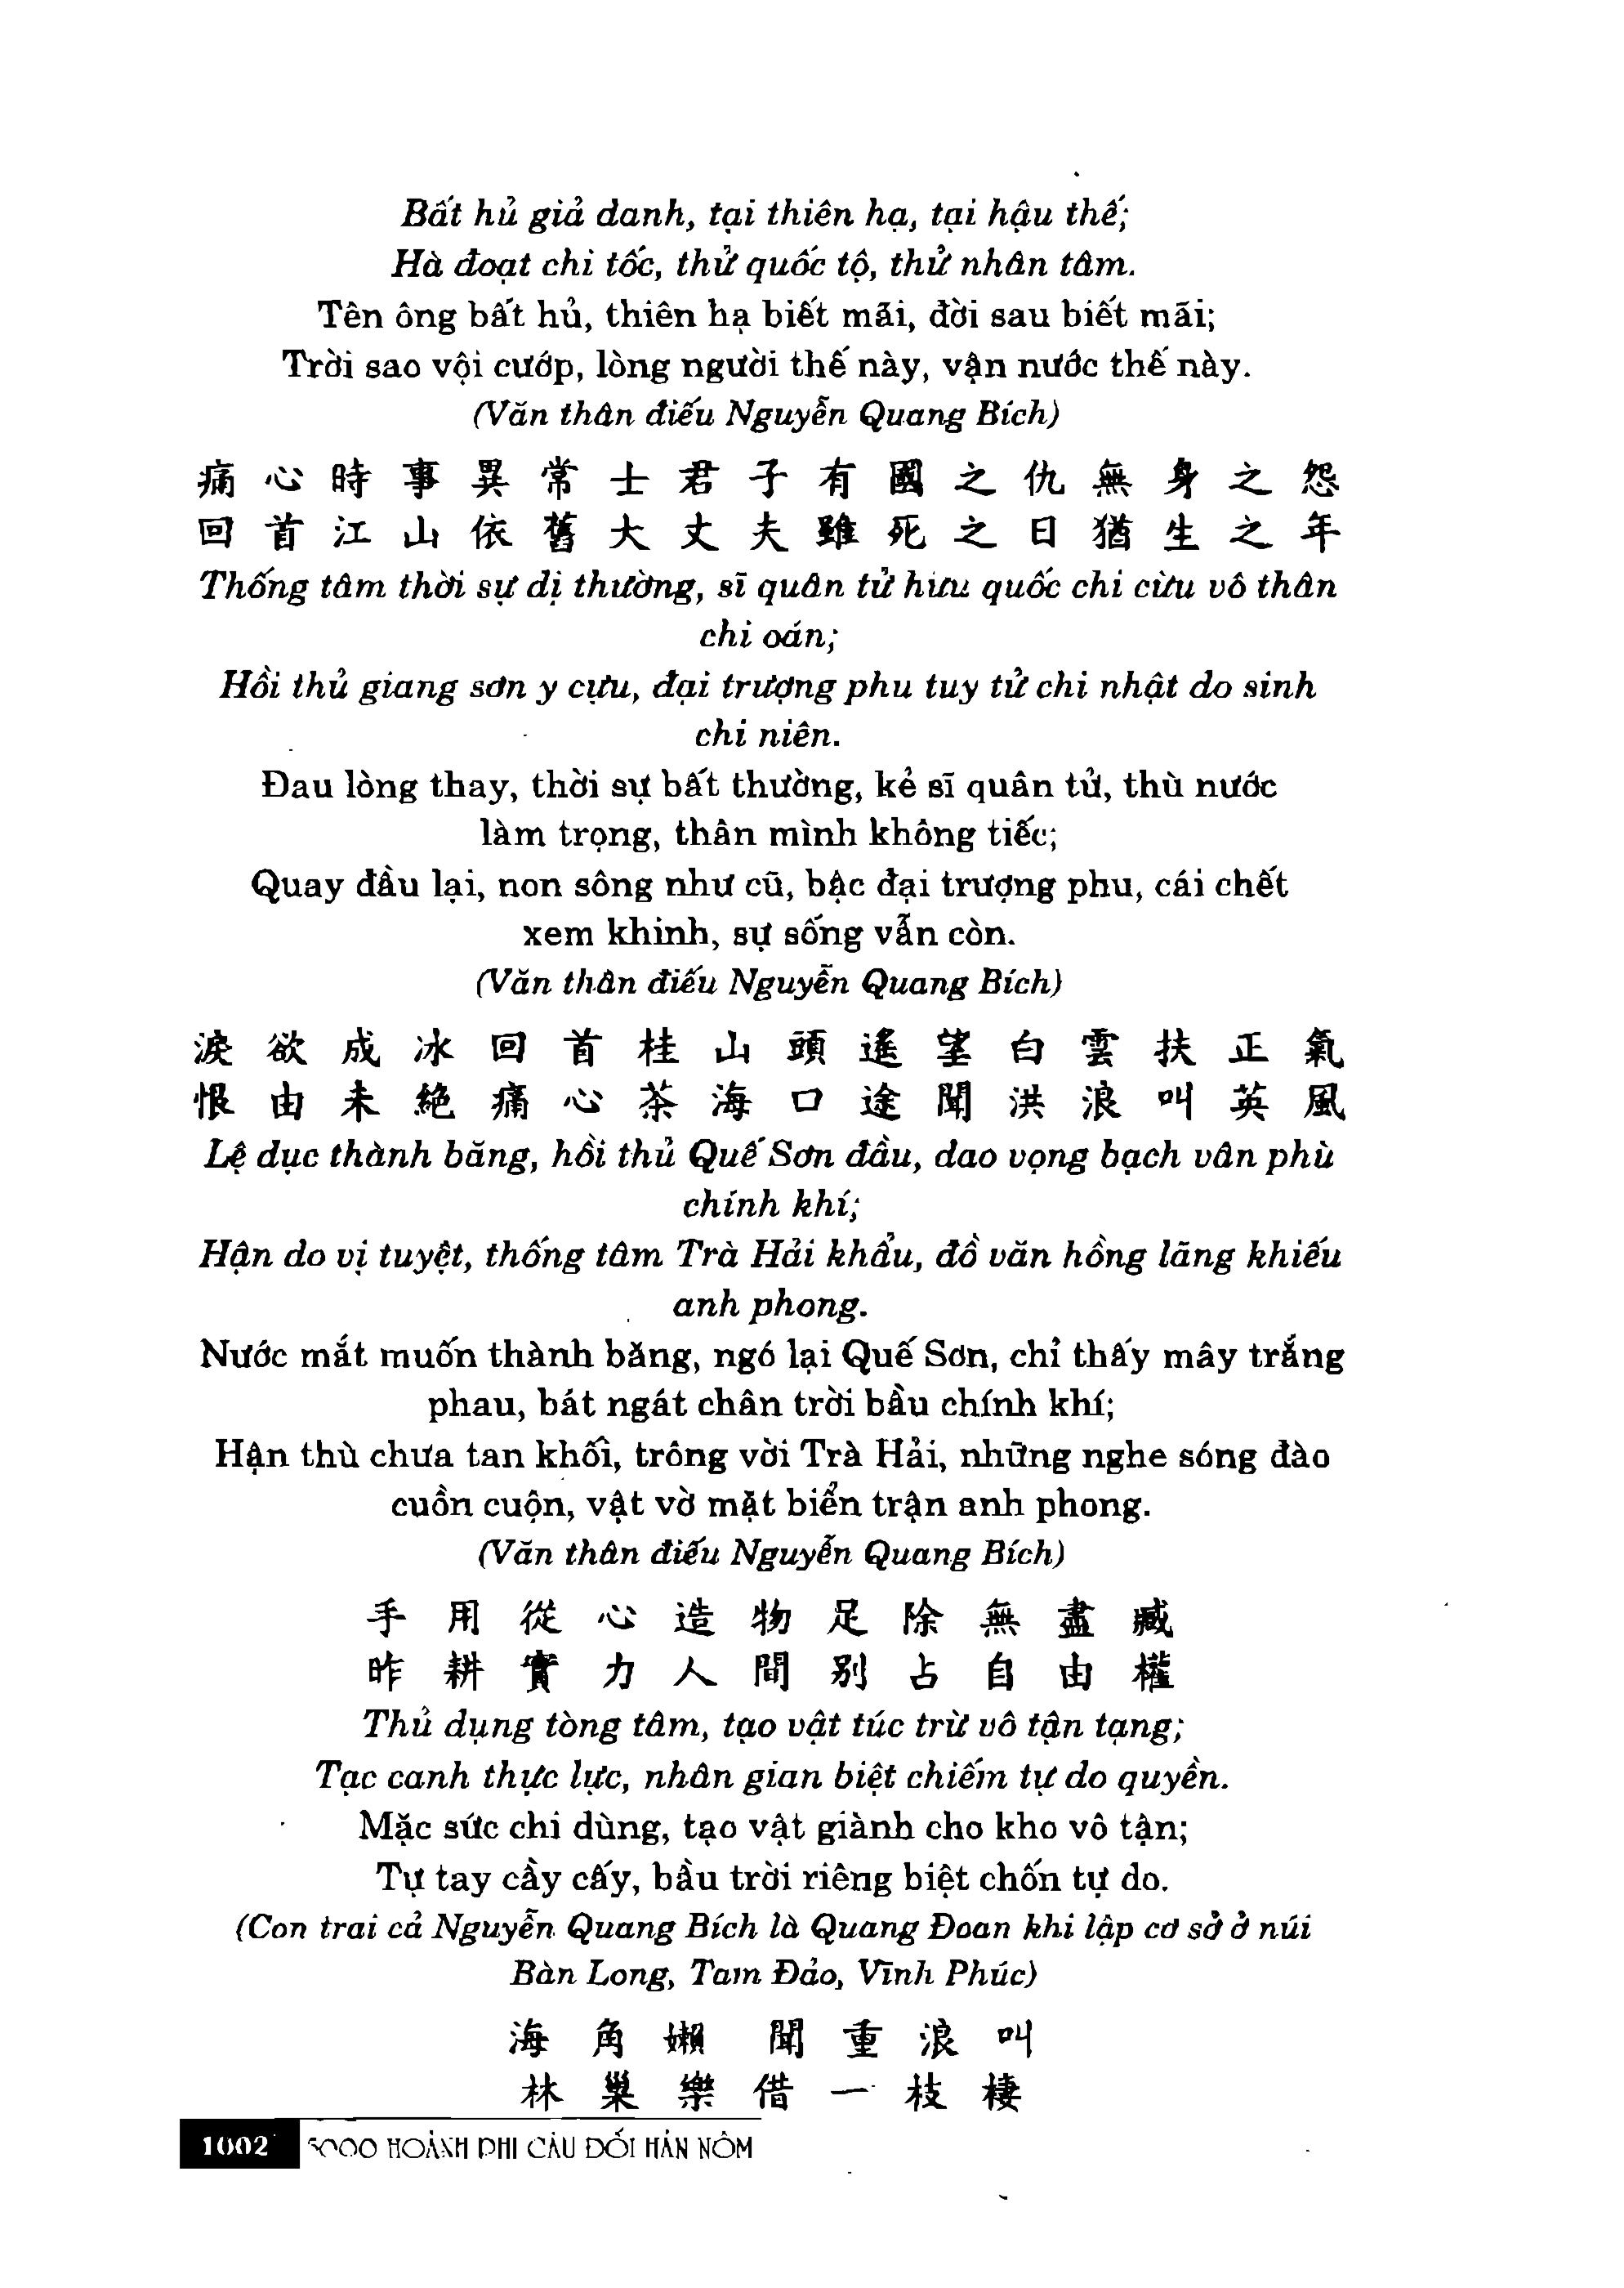 Bất hủ giả danh, tại thiên hạ, tại hậu thế;
Hà đoạt chi tốc, thử quốc tộ, thử nhân tâm.
Tên ông bất hủ, thiên hạ biết mãi, đời sau biết mãi;
Trời sao vội cướp, lòng người thế này, vận nước thế này.
(Văn thân điếu Nguyễn Quang Bích)
痛心時事異常士君子有國之仇無身之怨
回首江山依舊大丈夫雖死之日猶生之年
Thống tâm thời sự dị thường, sĩ quân tử hưu quốc chi cừu vô thân
chi oán;
Hồi thủ giang sơn y cựu, đại trượng phu tuy tử chi nhật do sinh
chi niên.
Đau lòng thay, thời sự bất thường, kẻ sĩ quân tử, thù nước
làm trọng, thân mình không tiếc;
Quay đầu lại, non sông như cũ, bậc đại trượng phu, cái chết
xem khinh, sự sống vẫn còn.
(Văn thân điếu Nguyễn Quang Bích)
淚欲成冰回首桂山頭遙望白雲扶正氣
恨由未絶痛心茶海口途聞洪浪叫英風
Lệ dục thành băng, hồi thủ Quế Sơn đầu, dao vọng bạch vân phù
chính khí;
Hận do vị tuyệt, thống tâm Trà Hải khẩu, đồ văn hồng lãng khiếu
anh phong.
Nước mắt muốn thành băng, ngó lại Quế Sơn, chỉ thấy mây trắng
phau, bát ngát chân trời bầu chính khí;
Hận thù chưa tan khối, trông vời Trà Hải, những nghe sóng đào
cuồn cuộn, vật vờ mặt biển trận anh phong.
(Văn thân điếu Nguyễn Quang Bích)
手用從心造物足除無盡臧
昨耕實力人間別占自由權
Thủ dụng tòng tâm, tạo vật túc trừ vô tận tạng;
Tạc canh thực lực, nhân gian biệt chiếm tự do quyền.
Mặc sức chi dùng, tạo vật giành cho kho vô tận;
Tự tay cầy cấy, bầu trời riêng biệt chốn tự do.
(Con trai cả Nguyễn Quang Bích là Quang Đoan khi lập cơ sở ở núi
Bàn Long, Tam Đảo, Vĩnh Phúc)
海角嬾聞重浪叫
林巢樂借一枝棲
1002 5000 HOÀNH PHI CÂU ĐỐI HÁN NÔM